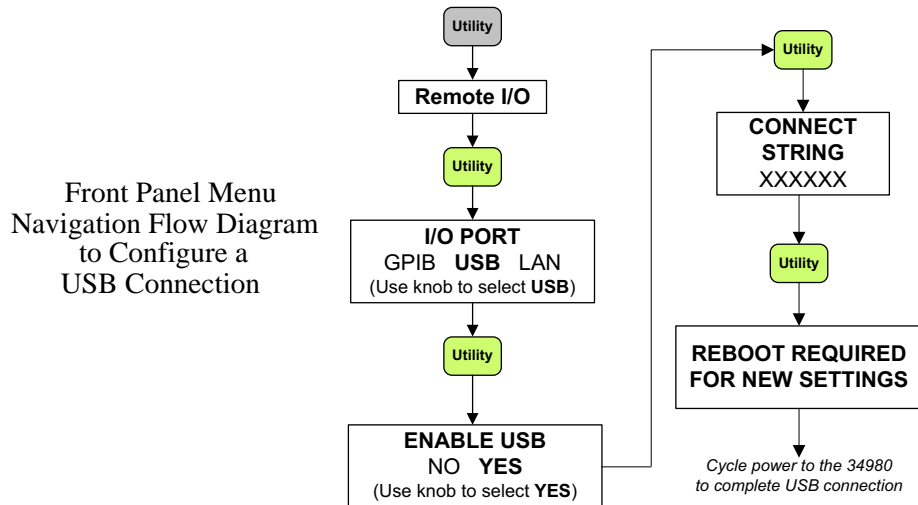 Front Panel Menu
Navigation Flow Diagram
to Configure a
USB Connection
Utility
Remote I/O
Utility
I/O PORT
GPIB USB LAN
(Use knob to select USB)
Utility
ENABLE USB
NO YES
(Use knob to select YES)
Utility
CONNECT
STRING
XXXXXX
Utility
REBOOT REQUIRED
FOR NEW SETTINGS
Cycle power to the 34980
to complete USB connection